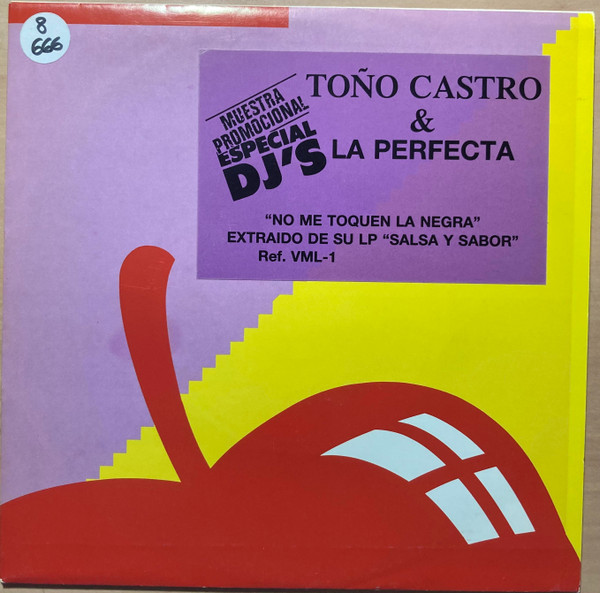 8
666
MUESTRA
PROMOCIONAL
ESPECIAL
DJ'S
TOÑO CASTRO
&
LA PERFECTA
"NO ME TOQUEN LA NEGRA"
EXTRAIDO DE SU LP "SALSA Y SABOR"
Ref. VML-1